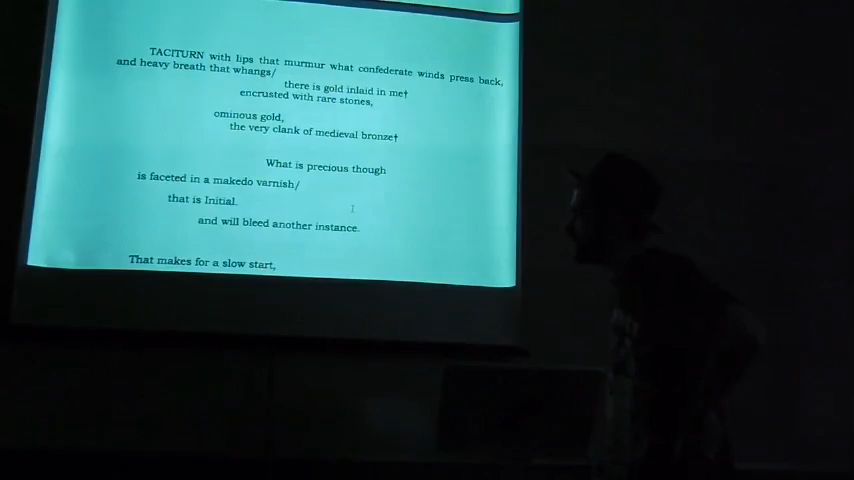 TACITURN with lips that murmur what confederate winds press back,
and heavy breath that whangs/
there is gold inlaid in me†
encrusted with rare stones,
ominous gold,
the very clank of medieval bronze†
What is precious though
is faceted in a makedo varnish/
that is Initial.
and will bleed another instance.
That makes for a slow start,